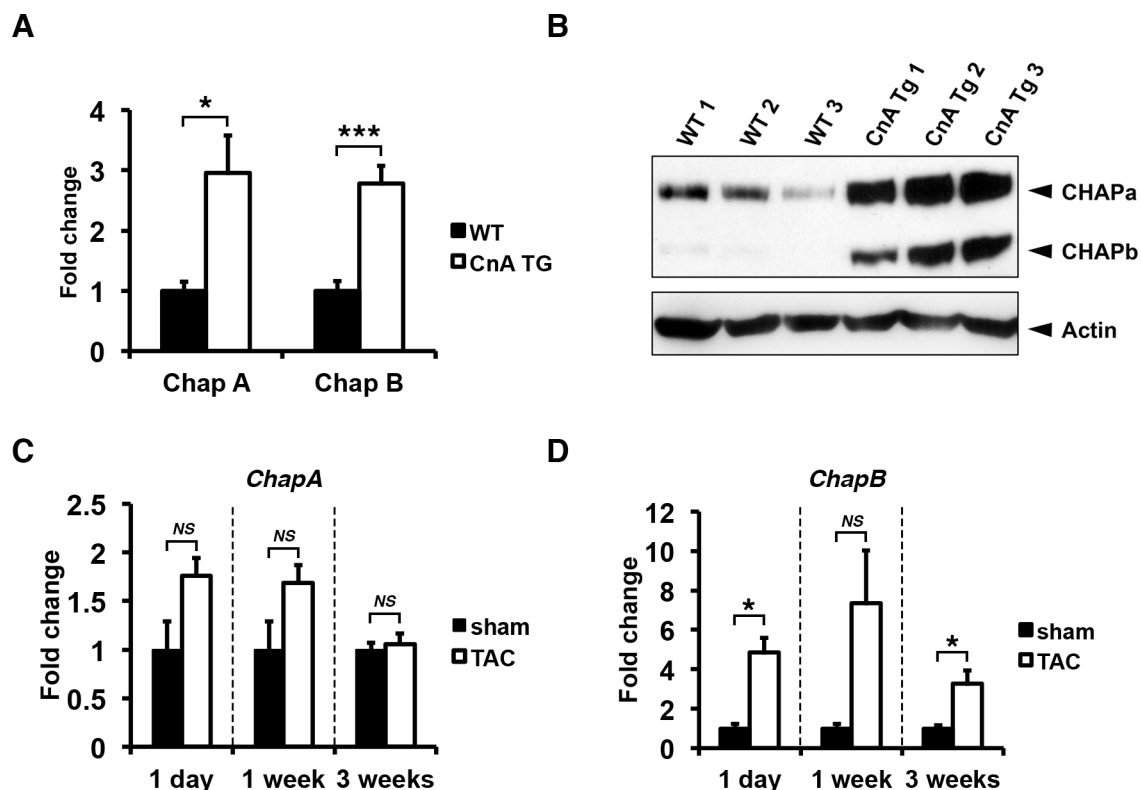 A
Fold change
4
3
2
1
0
*
***
Chap A
Chap B
WT
CnA TG
B
WT 1
WT 2
WT 3
CnA Tg 1
CnA Tg 2
CnA Tg 3
CHAPa
CHAPb
Actin
C
ChapA
Fold change
2.5
2
1.5
1
0.5
0
NS
NS
NS
1 day
1 week
3 weeks
sham
TAC
D
ChapB
Fold change
12
10
8
6
4
2
0
*
NS
*
1 day
1 week
3 weeks
sham
TAC